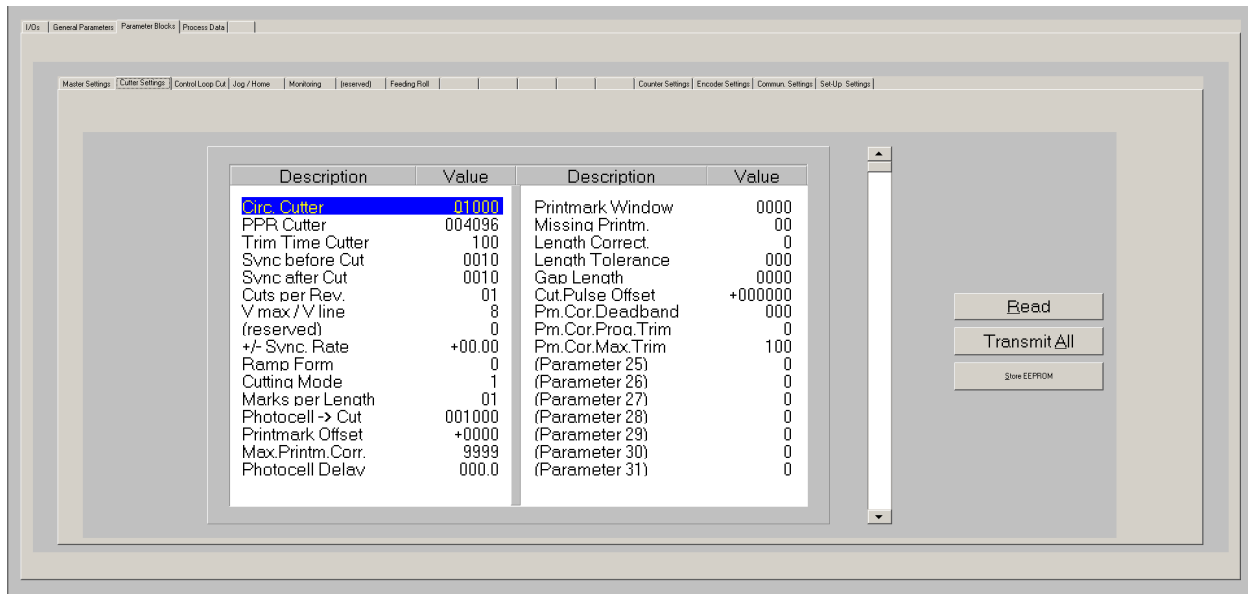 I/Os General Parameters Parameter Blocks Process Data
Master Settings Cutter Settings Control Loop Cut Jog / Home Monitoring (reserved) Feeding Roll Counter Settings Encoder Settings Commun. Settings Set-Up Settings
Description Value Description Value
Circ. Cutter 01000 Printmark Window 0000
PPR Cutter 004096 Missing Printm. 00
Trim Time Cutter 100 Length Correct. 0
Sync before Cut 0010 Length Tolerance 000
Sync after Cut 0010 Gap Length 0000
Cuts per Rev. 01 Cut.Pulse Offset +000000
V max / V line 8 Pm.Cor.Deadband 000
(reserved) 0 Pm.Cor.Prog.Trim 0
+/- Sync. Rate +00.00 Pm.Cor.Max.Trim 100
Ramp Form 0 (Parameter 25) 0
Cutting Mode 1 (Parameter 26) 0
Marks per Length 01 (Parameter 27) 0
Photocell -> Cut 001000 (Parameter 28) 0
Printmark Offset +0000 (Parameter 29) 0
Max.Printm.Corr. 9999 (Parameter 30) 0
Photocell Delay 000.0 (Parameter 31) 0
Read
Transmit All
Store EEPROM